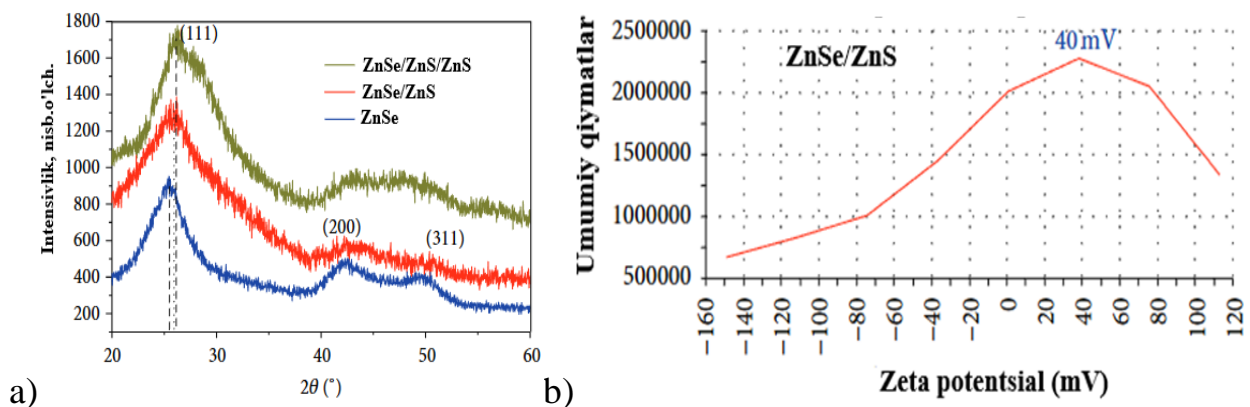 1800
1600
1400
1200
1000
800
600
400
200
Intensivlik, nisb.o'lch.
(111)
ZnSe/ZnS/ZnS
ZnSe/ZnS
ZnSe
(200)
(311)
20 30 40 50 60
2θ (°)
a)
2500000
2000000
1500000
1000000
500000
Umumiy qiymatlar
ZnSe/ZnS
40 mV
−160 −140 −120 −100 −80 −60 −40 −20 0 20 40 60 80 100 120
Zeta potentsial (mV)
b)